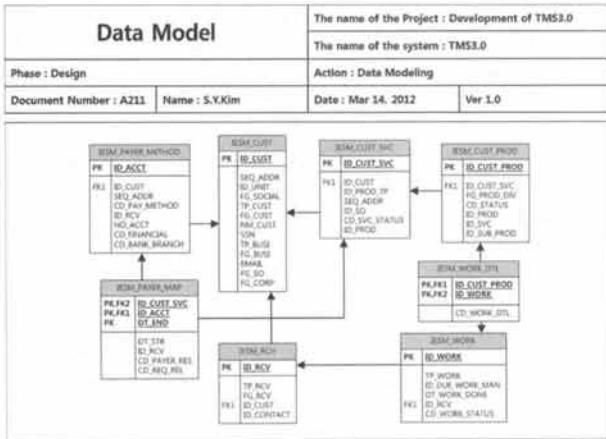 Data Model
The name of the Project : Development of TMS3.0
The name of the system : TMS3.0
Phase : Design
Action : Data Modeling
Document Number : A211
Name : S.Y.Kim
Date : Mar 14. 2012
Ver 1.0
PK ID_ACCT
FK1 ID_CUST
SEQ_ADDR
CD_PAY_METHOD
ID_RCV
NO_ACCT
CD_FINANCIAL
CD_BANK_BRANCH
PK ID_CUST
SEQ_ADDR
ID_UNIT
FG_SOCIAL
TP_CUST
FG_CUST
NM_CUST
SSN
TP_BUSI
FG_BUSI
EMAIL
FG_SO
FG_CORP
PK ID_CUST_SVC
FK1 ID_CUST
ID_PROD_TP
SEQ_ADDR
ID_SO
CD_SVC_STATUS
ID_PROD
PK ID_CUST_PROD
FK1 ID_CUST_SVC
FG_PROD_DIV
CD_STATUS
ID_PROD
ID_SVC
ID_SUB_PROD
PK,FK2 ID_CUST_SVC
PK,FK1 ID_ACCT
PK DT_END
DT_STR
ID_RCV
CD_PAYER_REL
CD_REQ_REL
PK,FK1 ID_CUST_PROD
PK,FK2 ID_WORK
CD_WORK_DTL
PK ID_RCV
TP_RCV
FG_RCV
FK1 ID_CUST
ID_CONTACT
PK ID_WORK
TP_WORK
ID_DUR_WORK_MAN
DT_WORK_DONE
FK1 ID_RCV
CD_WORK_STATUS